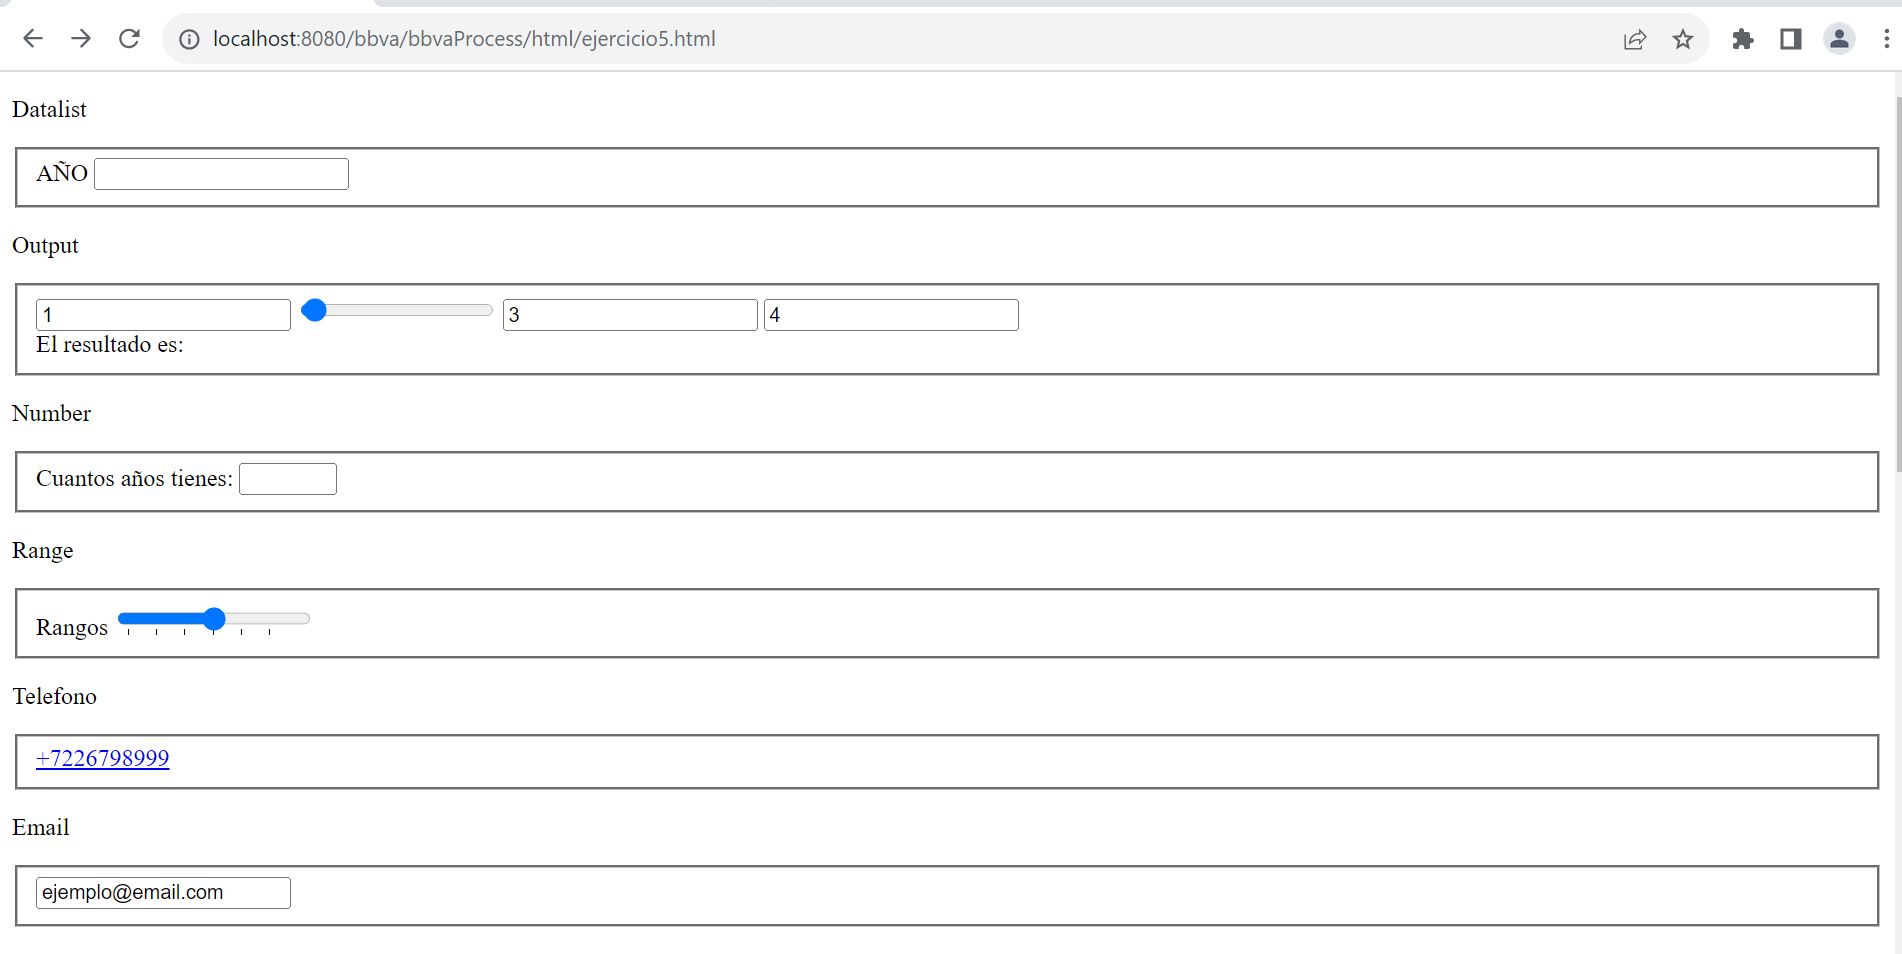 localhost:8080/bbva/bbvaProcess/html/ejercicio5.html
Datalist
AÑO
Output
1 3 4
El resultado es:
Number
Cuantos años tienes:
Range
Rangos
Telefono
+7226798999
Email
ejemplo@email.com